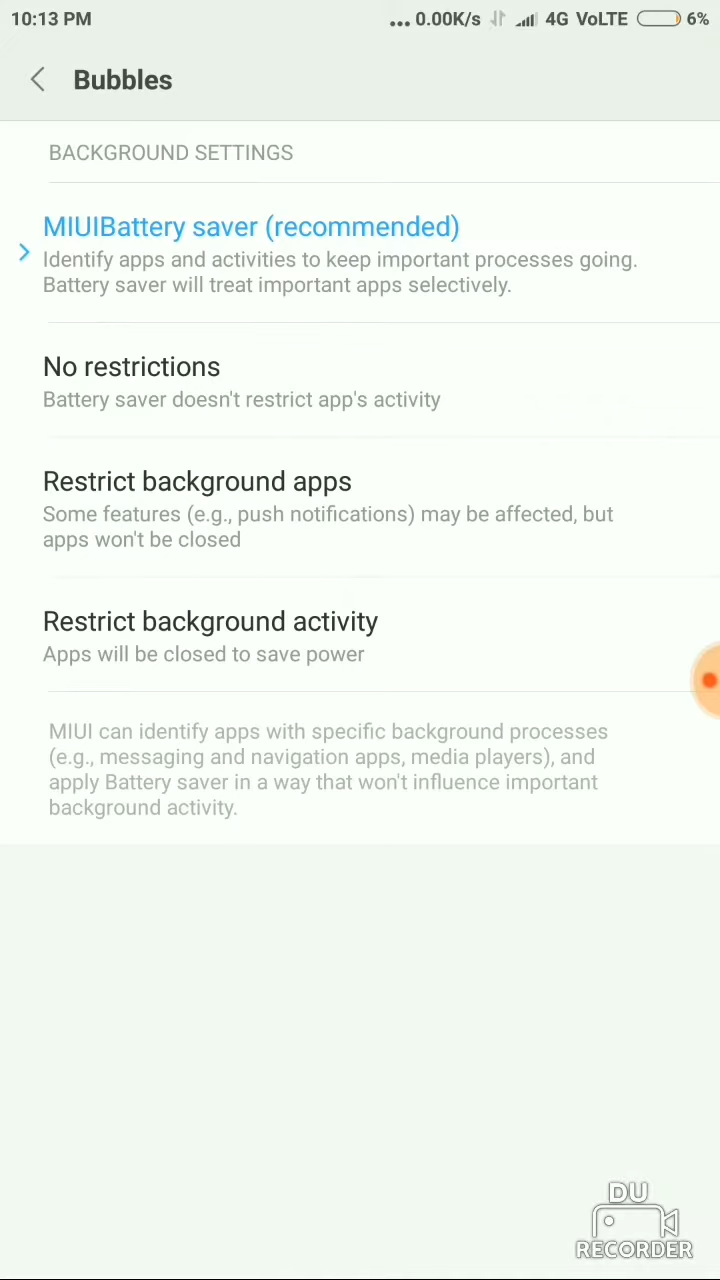 10:13 PM ... 0.00K/s 4G VoLTE 6%
Bubbles
BACKGROUND SETTINGS
MIUIBattery saver (recommended)
Identify apps and activities to keep important processes going.
Battery saver will treat important apps selectively.
No restrictions
Battery saver doesn't restrict app's activity
Restrict background apps
Some features (e.g., push notifications) may be affected, but
apps won't be closed
Restrict background activity
Apps will be closed to save power
MIUI can identify apps with specific background processes
(e.g., messaging and navigation apps, media players), and
apply Battery saver in a way that won't influence important
background activity.
DU
RECORDER